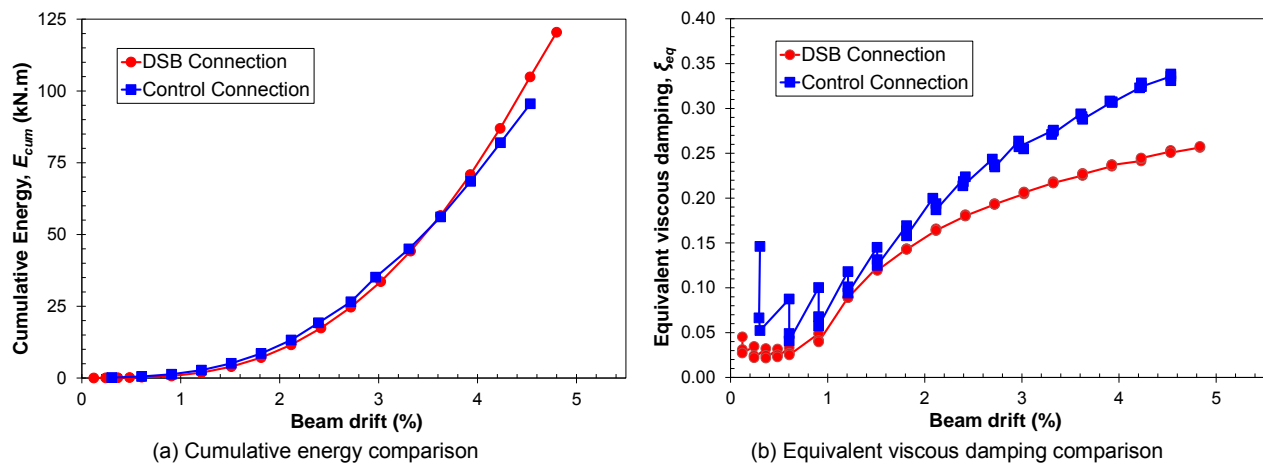 125
100
75
50
25
0
Cumulative Energy, E_cum (kN.m)
DSB Connection
Control Connection
0 1 2 3 4 5
Beam drift (%)
(a) Cumulative energy comparison
0.40
0.35
0.30
0.25
0.20
0.15
0.10
0.05
0.00
Equivalent viscous damping, ξeq
DSB Connection
Control Connection
0 1 2 3 4 5
Beam drift (%)
(b) Equivalent viscous damping comparison